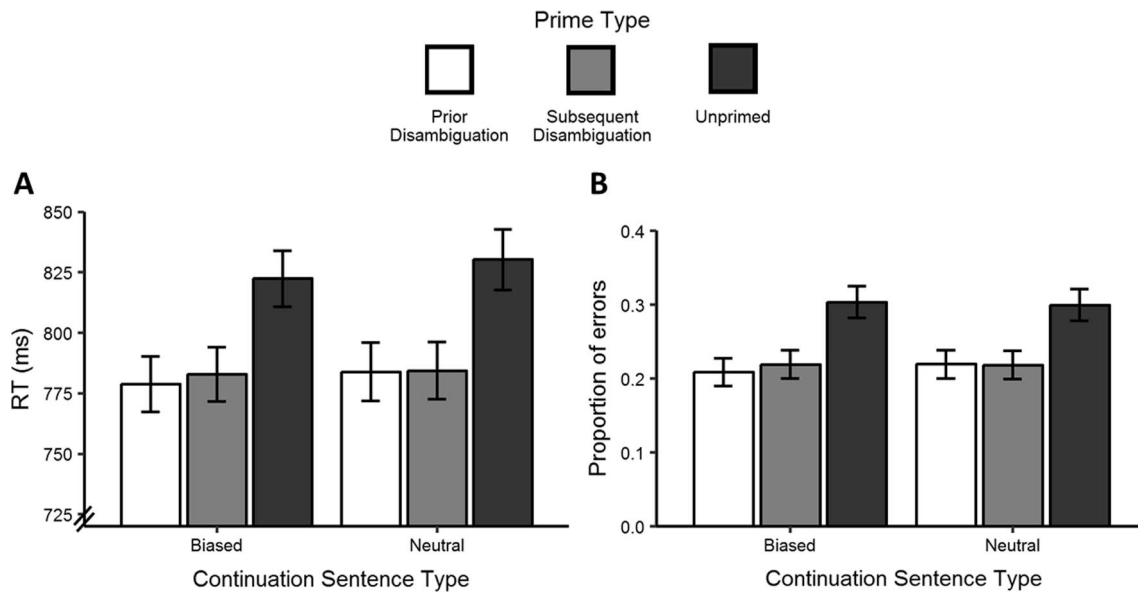 Prime Type
Prior
Disambiguation
Subsequent
Disambiguation
Unprimed
A
850
825
800
775
750
725
RT (ms)
Biased
Neutral
Continuation Sentence Type
B
0.4
0.3
0.2
0.1
0.0
Proportion of errors
Biased
Neutral
Continuation Sentence Type